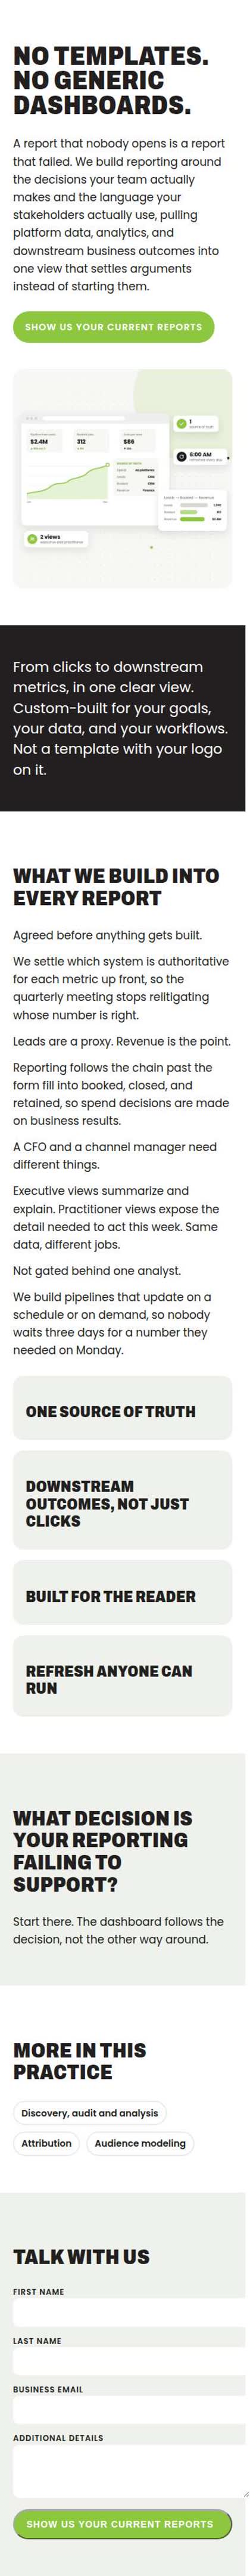 NO TEMPLATES.
NO GENERIC
DASHBOARDS.
A report that nobody opens is a report
that failed. We build reporting around
the decisions your team actually
makes and the language your
stakeholders actually use, pulling
platform data, analytics, and
downstream business outcomes into
one view that settles arguments
instead of starting them.
SHOW US YOUR CURRENT REPORTS
$2.4M
312
$86
1
6:00 AM
2 views
From clicks to downstream
metrics, in one clear view.
Custom-built for your goals,
your data, and your workflows.
Not a template with your logo
on it.
WHAT WE BUILD INTO
EVERY REPORT
Agreed before anything gets built.
We settle which system is authoritative
for each metric up front, so the
quarterly meeting stops relitigating
whose number is right.
Leads are a proxy. Revenue is the point.
Reporting follows the chain past the
form fill into booked, closed, and
retained, so spend decisions are made
on business results.
A CFO and a channel manager need
different things.
Executive views summarize and
explain. Practitioner views expose the
detail needed to act this week. Same
data, different jobs.
Not gated behind one analyst.
We build pipelines that update on a
schedule or on demand, so nobody
waits three days for a number they
needed on Monday.
ONE SOURCE OF TRUTH
DOWNSTREAM
OUTCOMES, NOT JUST
CLICKS
BUILT FOR THE READER
REFRESH ANYONE CAN
RUN
WHAT DECISION IS
YOUR REPORTING
FAILING TO
SUPPORT?
Start there. The dashboard follows the
decision, not the other way around.
MORE IN THIS
PRACTICE
Discovery, audit and analysis
Attribution
Audience modeling
TALK WITH US
FIRST NAME
LAST NAME
BUSINESS EMAIL
ADDITIONAL DETAILS
SHOW US YOUR CURRENT REPORTS